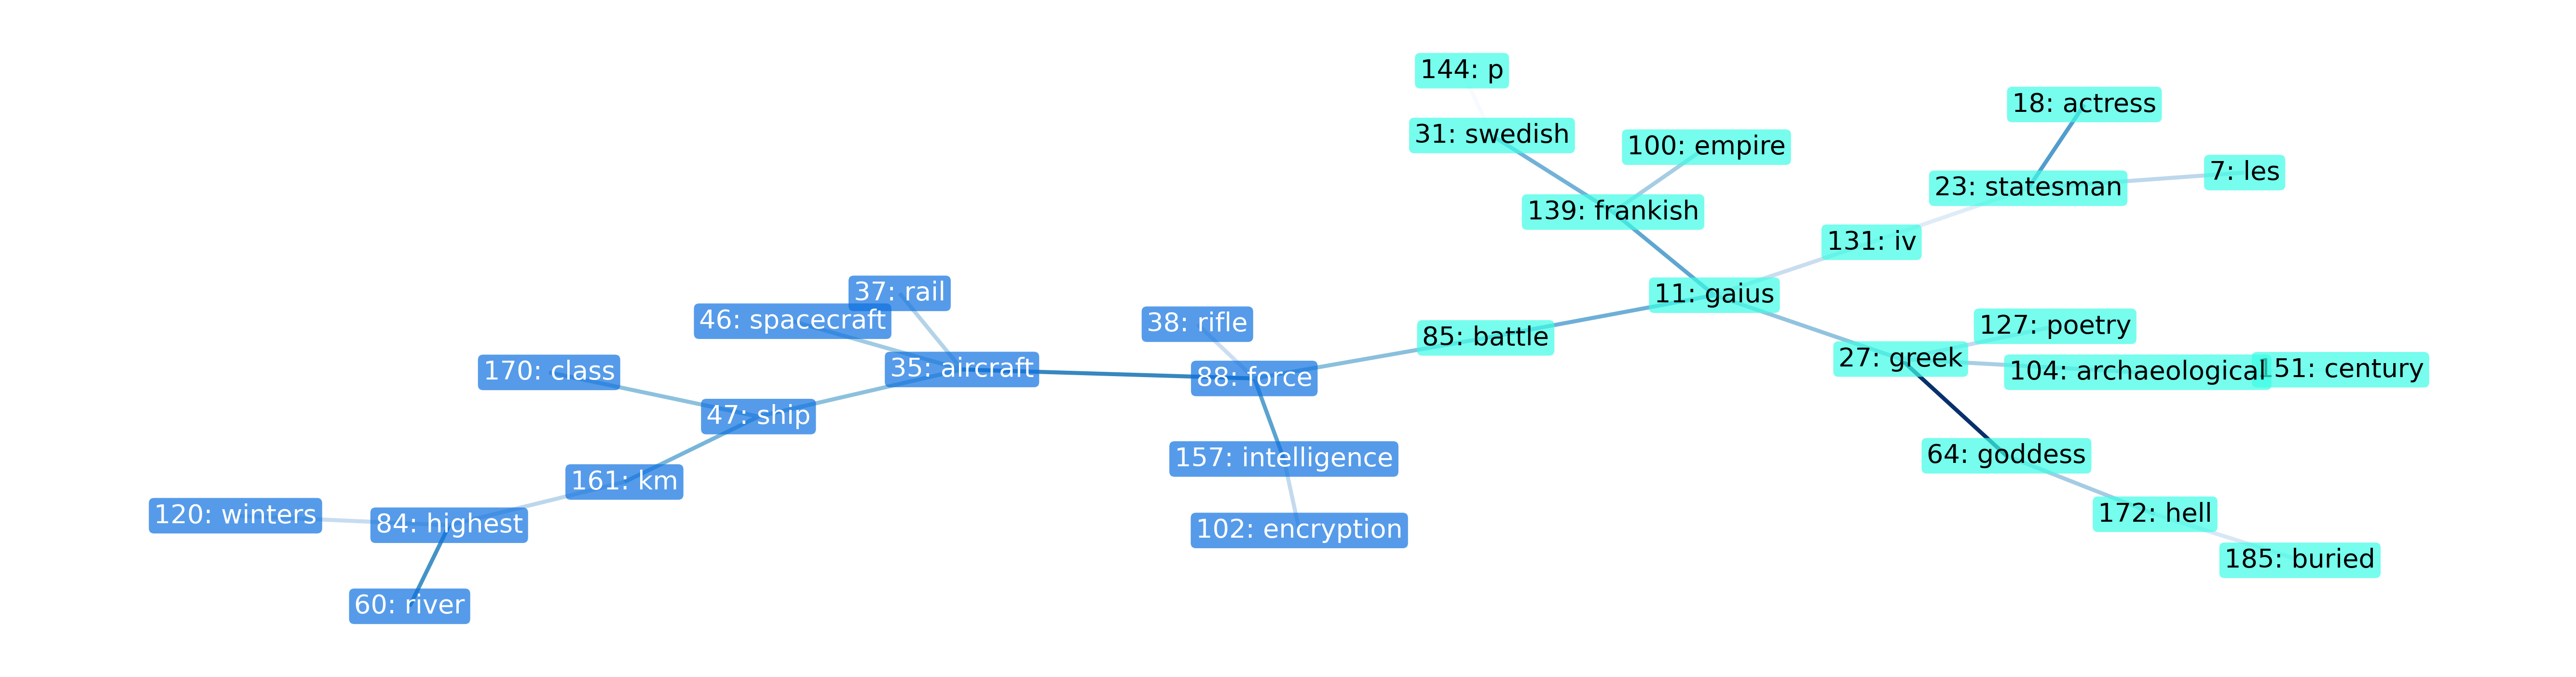 144: p
18: actress
31: swedish
100: empire
7: les
23: statesman
139: frankish
131: iv
37: rail
11: gaius
46: spacecraft
38: rifle
127: poetry
85: battle
27: greek
170: class
35: aircraft
88: force
104: archaeological
151: century
47: ship
157: intelligence
64: goddess
161: km
120: winters
84: highest
102: encryption
172: hell
185: buried
60: river